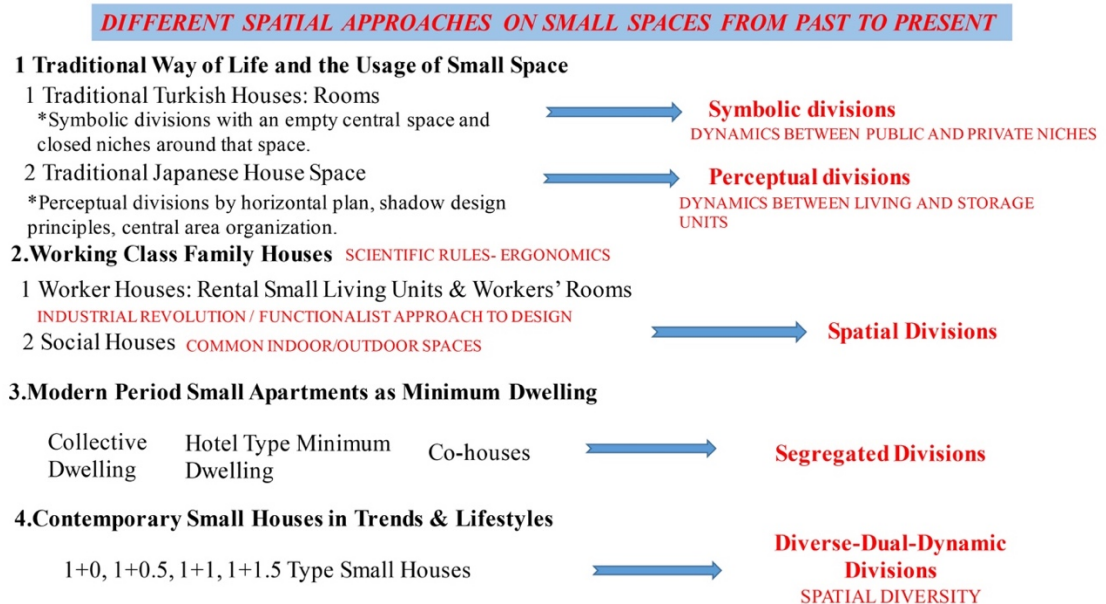 DIFFERENT SPATIAL APPROACHES ON SMALL SPACES FROM PAST TO PRESENT
1 Traditional Way of Life and the Usage of Small Space
1 Traditional Turkish Houses: Rooms
*Symbolic divisions with an empty central space and
closed niches around that space.
Symbolic divisions
DYNAMICS BETWEEN PUBLIC AND PRIVATE NICHES
2 Traditional Japanese House Space
*Perceptual divisions by horizontal plan, shadow design
principles, central area organization.
Perceptual divisions
DYNAMICS BETWEEN LIVING AND STORAGE
UNITS
2.Working Class Family Houses SCIENTIFIC RULES- ERGONOMICS
1 Worker Houses: Rental Small Living Units & Workers' Rooms
INDUSTRIAL REVOLUTION / FUNCTIONALIST APPROACH TO DESIGN
2 Social Houses COMMON INDOOR/OUTDOOR SPACES
Spatial Divisions
3.Modern Period Small Apartments as Minimum Dwelling
Collective
Dwelling
Hotel Type Minimum
Dwelling
Co-houses
Segregated Divisions
4.Contemporary Small Houses in Trends & Lifestyles
1+0, 1+0.5, 1+1, 1+1.5 Type Small Houses
Diverse-Dual-Dynamic
Divisions
SPATIAL DIVERSITY